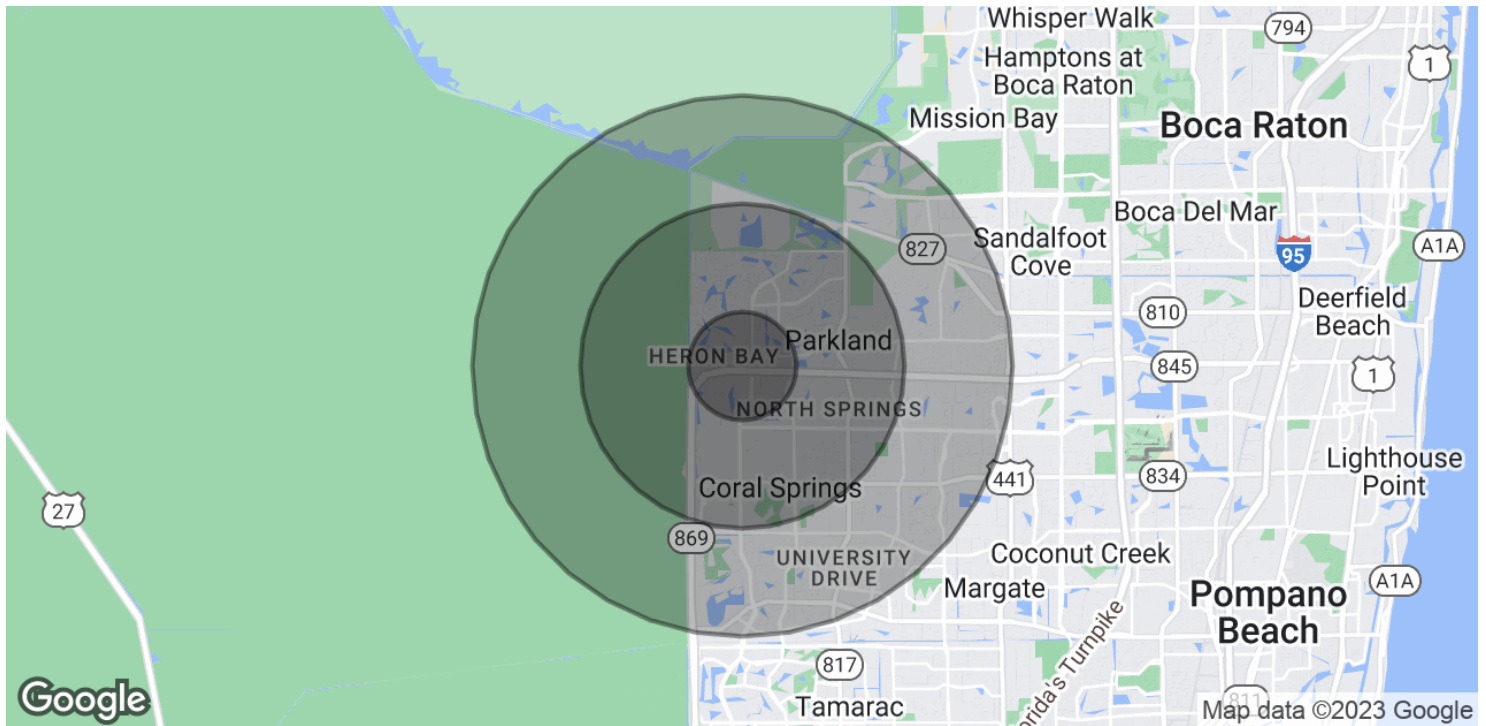 Whisper Walk
794
Hamptons at
Boca Raton
1
Mission Bay
Boca Raton
Boca Del Mar
827
Sandalfoot
Cove
A1A
95
Deerfield
Beach
810
Parkland
HERON BAY
845
1
NORTH SPRINGS
Lighthouse
Point
Coral Springs
441
834
27
869
UNIVERSITY
DRIVE
Coconut Creek
Margate
A1A
Pompano
Beach
817
orida's Turnpike
Tamarac
811
Google
Map data ©2023 Google